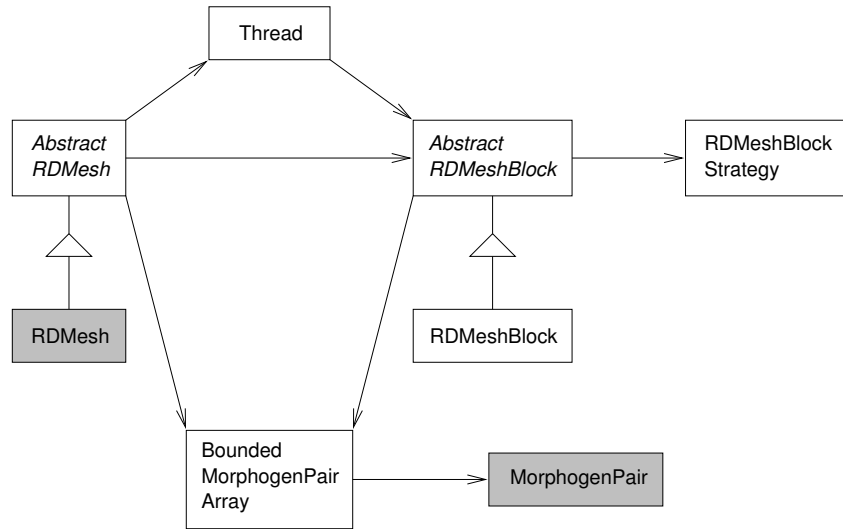 Thread
Abstract
RDMesh
Abstract
RDMeshBlock
RDMeshBlock
Strategy
RDMesh
RDMeshBlock
Bounded
MorphogenPair
Array
MorphogenPair